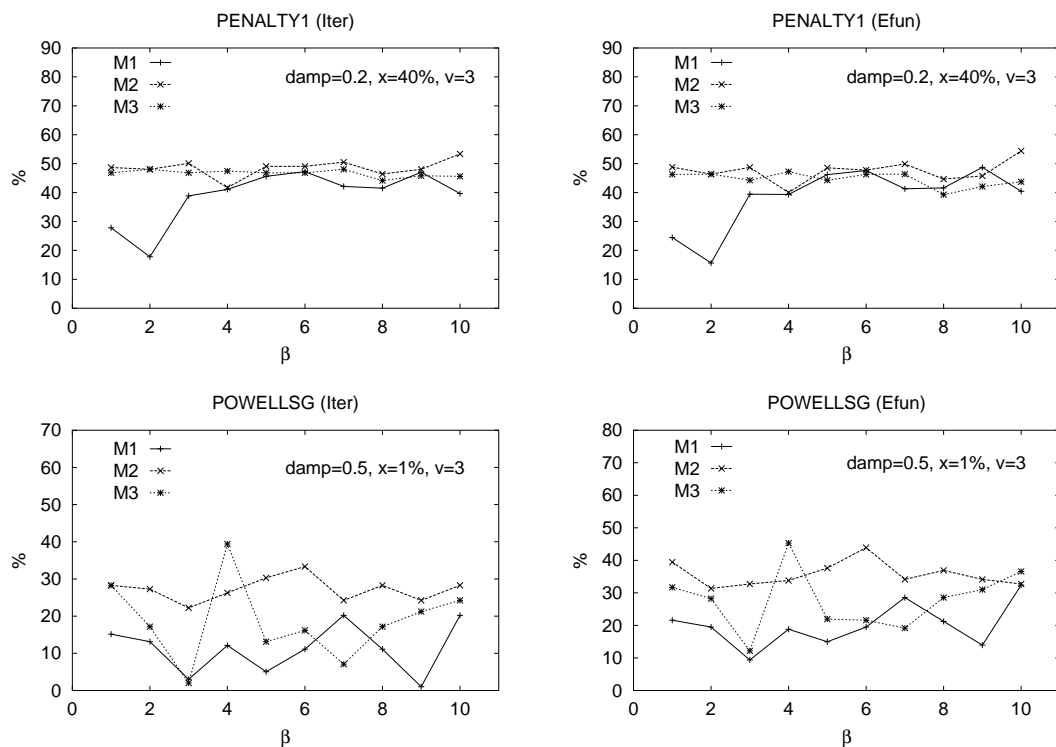 PENALTY1 (Iter)
90
80
70
60
50
40
30
20
10
0
%
M1
M2
M3
damp=0.2, x=40%, v=3
0 2 4 6 8 10
β
PENALTY1 (Efun)
90
80
70
60
50
40
30
20
10
0
%
M1
M2
M3
damp=0.2, x=40%, v=3
0 2 4 6 8 10
β
POWELLSG (Iter)
70
60
50
40
30
20
10
0
%
M1
M2
M3
damp=0.5, x=1%, v=3
0 2 4 6 8 10
β
POWELLSG (Efun)
80
70
60
50
40
30
20
10
0
%
M1
M2
M3
damp=0.5, x=1%, v=3
0 2 4 6 8 10
β